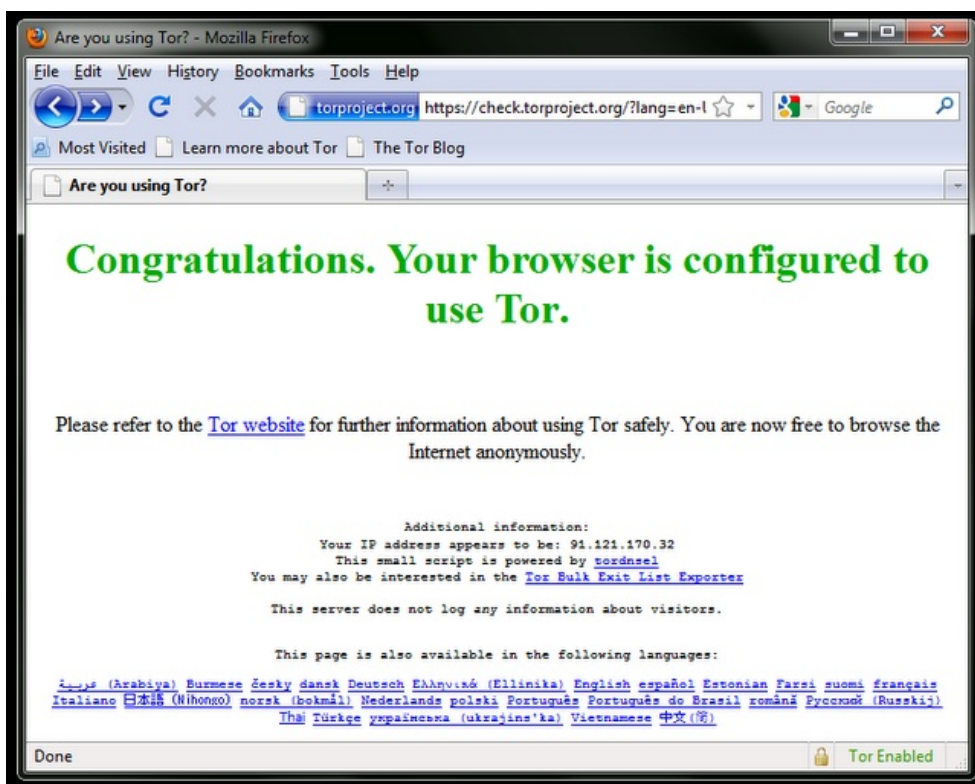 Are you using Tor? - Mozilla Firefox
File Edit View History Bookmarks Tools Help
torproject.org https://check.torproject.org/?lang=en-U Google
Most Visited Learn more about Tor The Tor Blog
Are you using Tor?
Congratulations. Your browser is configured to
use Tor.
Please refer to the Tor website for further information about using Tor safely. You are now free to browse the
Internet anonymously.
Additional information:
Your IP address appears to be: 91.121.170.32
This small script is powered by tordnsel
You may also be interested in the Tor Bulk Exit List Exporter
This server does not log any information about visitors.
This page is also available in the following languages:
عربية (Arabiya) Burmese česky dansk Deutsch Ελληνικά (Ellinika) English español Estonian Farsi suomi français
Italiano 日本語 (Nihongo) norsk (bokmål) Nederlands polski Português Português do Brasil română Русский (Russkij)
Thai Türkçe українська (ukrajins'ka) Vietnamese 中文(简)
Done Tor Enabled